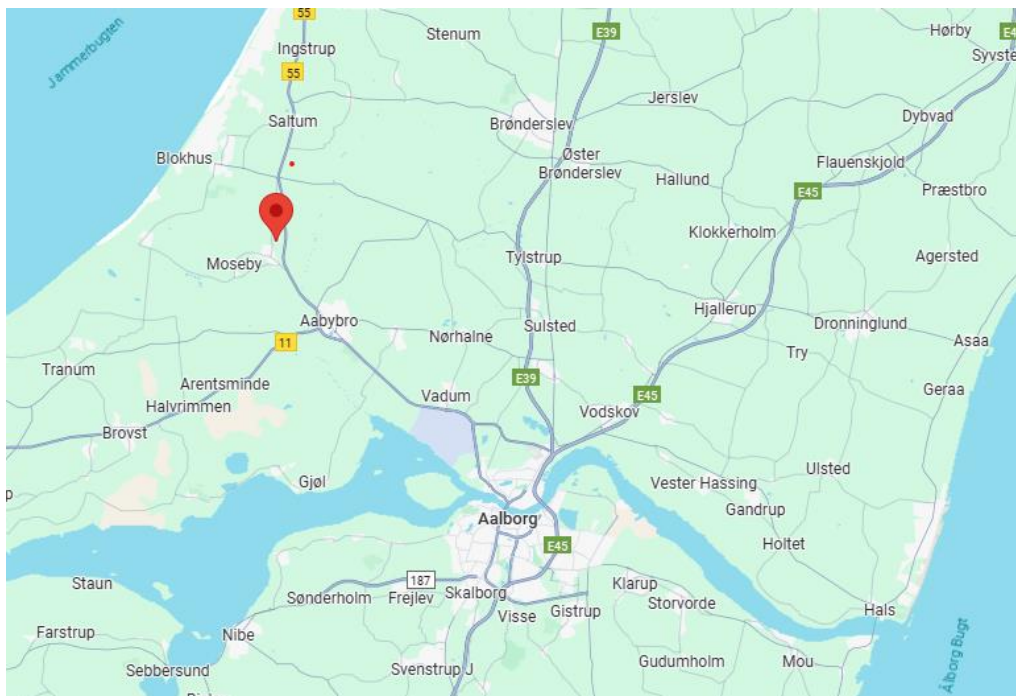 55
E39
Hørby
Stenum
Syvste
Ingstrup
Jammerbugten
55
Jerslev
Saltum
Brønderslev
Dybvad
Blokhus
Øster
Brønderslev
Flauenskjold
Hallund
E45
Præstbro
Klokkerholm
Moseby
Tylstrup
Agersted
Hjallerup
Aabybro
Sulsted
Dronninglund
Nørhalne
11
Asaa
Try
Tranum
Arentsminde
E39
Geraa
Halvrimmen
Vadum
E45
Vodskov
Brovst
Ulsted
Gjøl
Vester Hassing
Gandrup
Aalborg
E45
Holtet
Staun
187
Klarup
Sønderholm
Frejlev
Skalborg
Storvorde
Hals
Visse
Gistrup
Farstrup
Nibe
Ålborg Bugt
Svenstrup J
Gudumholm
Mou
Sebbersund